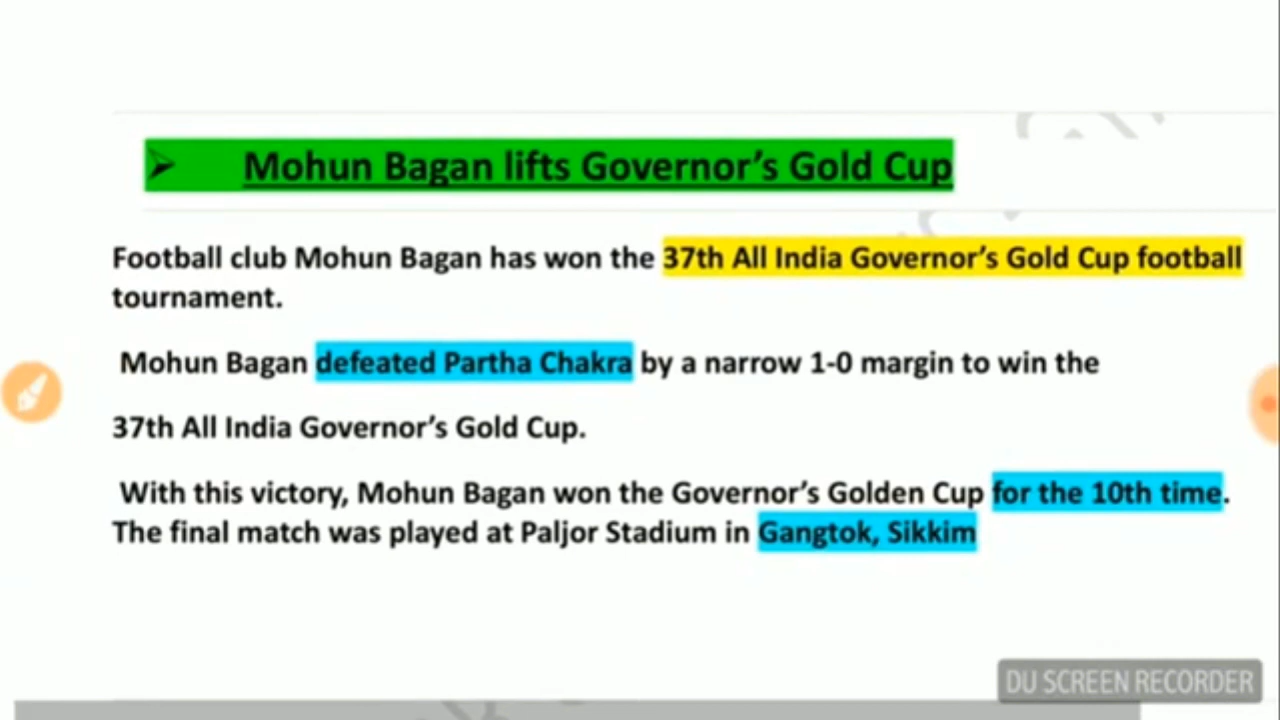 Mohun Bagan lifts Governor's Gold Cup
Football club Mohun Bagan has won the 37th All India Governor's Gold Cup football
tournament.
Mohun Bagan defeated Partha Chakra by a narrow 1-0 margin to win the
37th All India Governor's Gold Cup.
With this victory, Mohun Bagan won the Governor's Golden Cup for the 10th time.
The final match was played at Paljor Stadium in Gangtok, Sikkim
DU SCREEN RECORDER